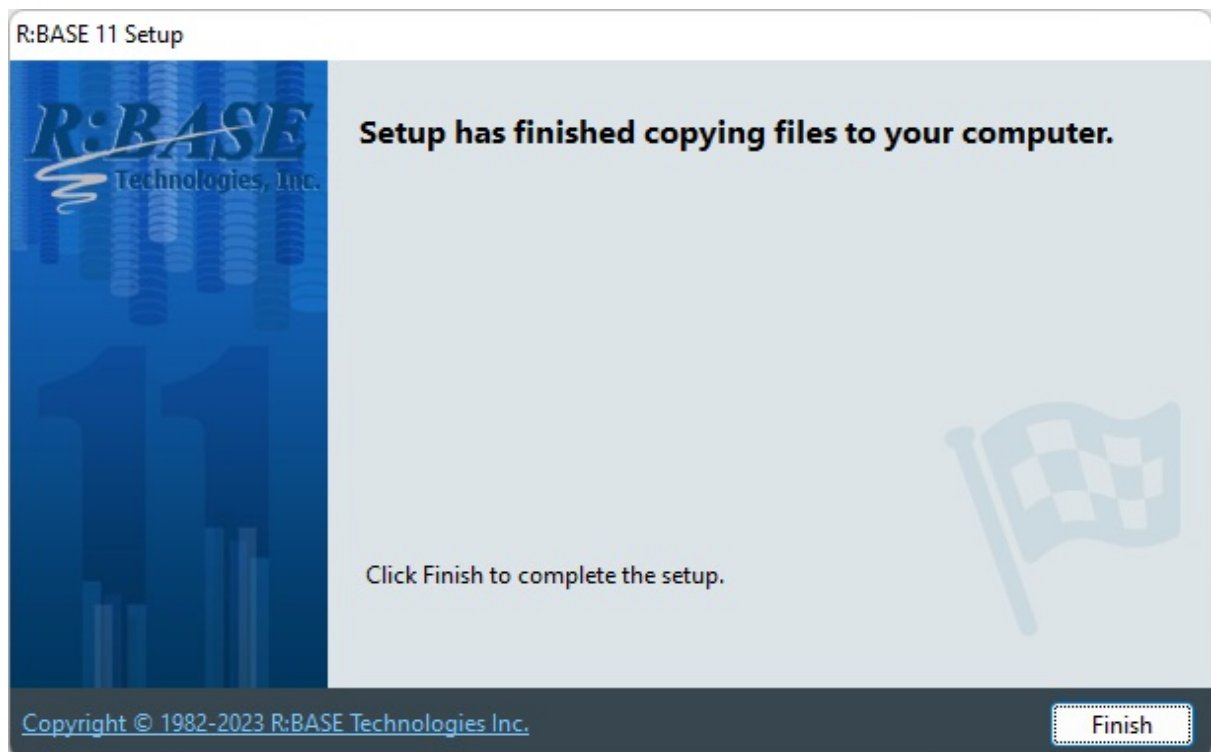 R:BASE 11 Setup
R:BASE
Technologies, Inc.
Setup has finished copying files to your computer.
11
Click Finish to complete the setup.
Copyright © 1982-2023 R:BASE Technologies Inc.
Finish